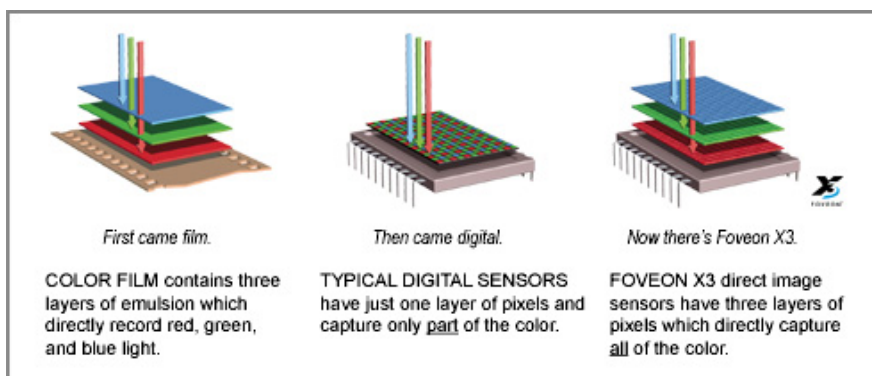 X3
FOVEON
First came film.
Then came digital.
Now there's Foveon X3.
COLOR FILM contains three
layers of emulsion which
directly record red, green,
and blue light.
TYPICAL DIGITAL SENSORS
have just one layer of pixels and
capture only part of the color.
FOVEON X3 direct image
sensors have three layers of
pixels which directly capture
all of the color.